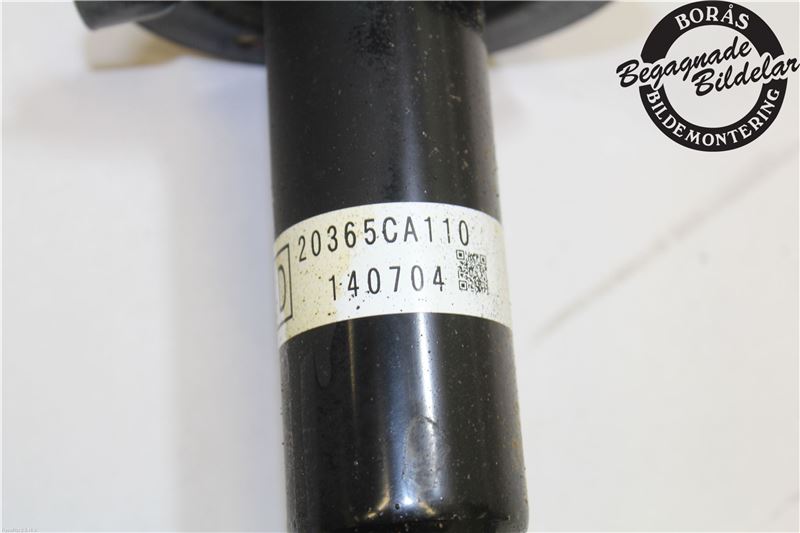 BORÅS
Begagnade
Bildelar
BILDEMONTERING
20365CA110
D
140704